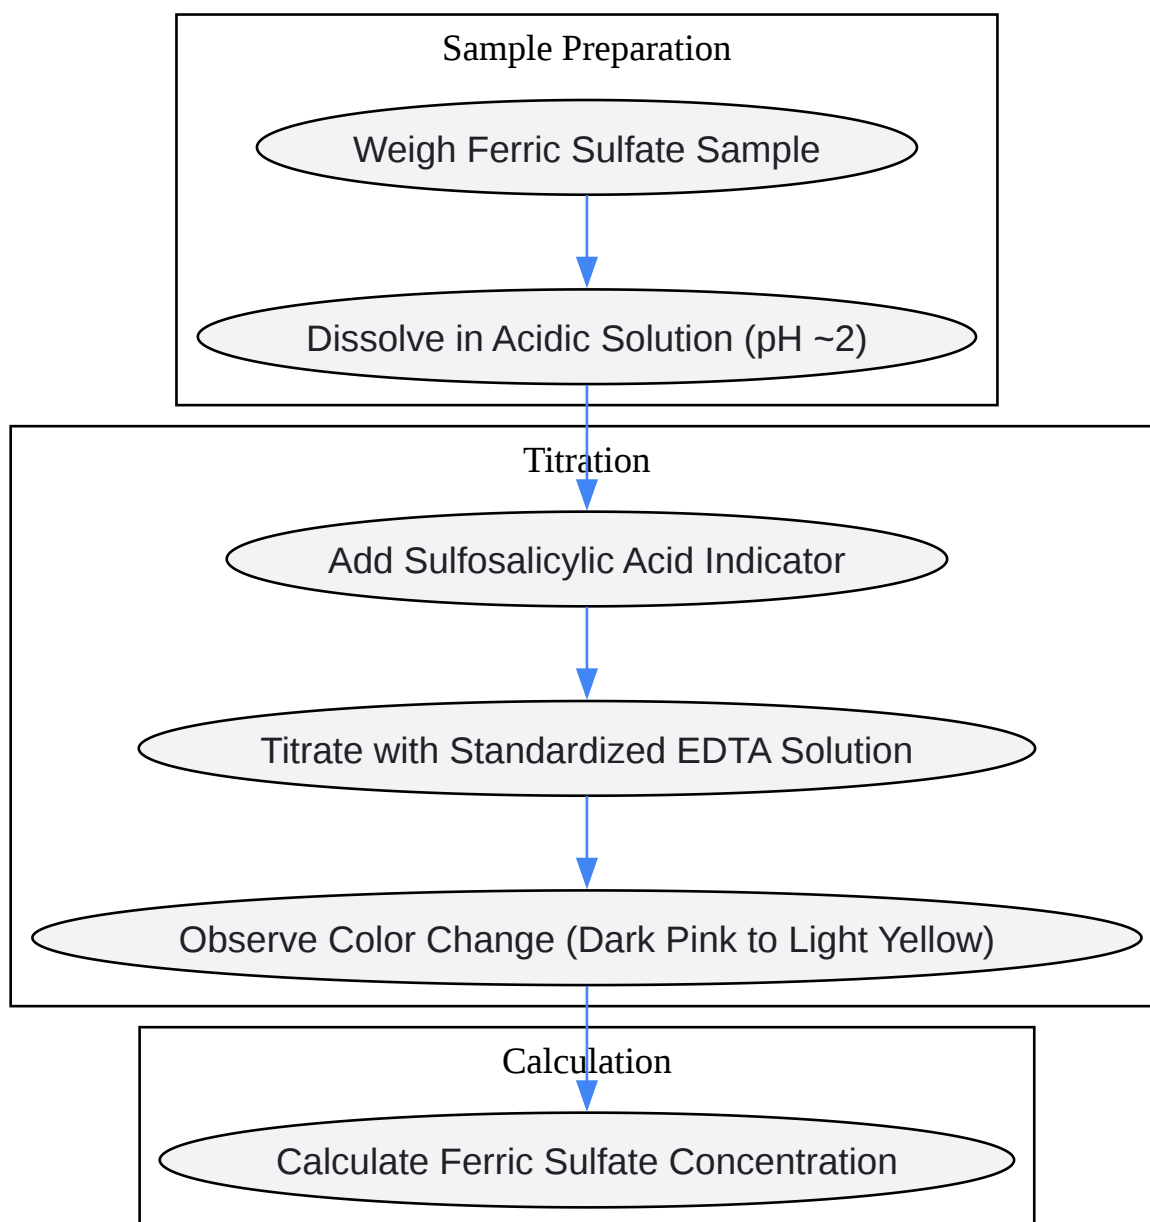 Sample Preparation
Weigh Ferric Sulfate Sample
Dissolve in Acidic Solution (pH ~2)
Titration
Add Sulfosalicylic Acid Indicator
Titrate with Standardized EDTA Solution
Observe Color Change (Dark Pink to Light Yellow)
Calculation
Calculate Ferric Sulfate Concentration